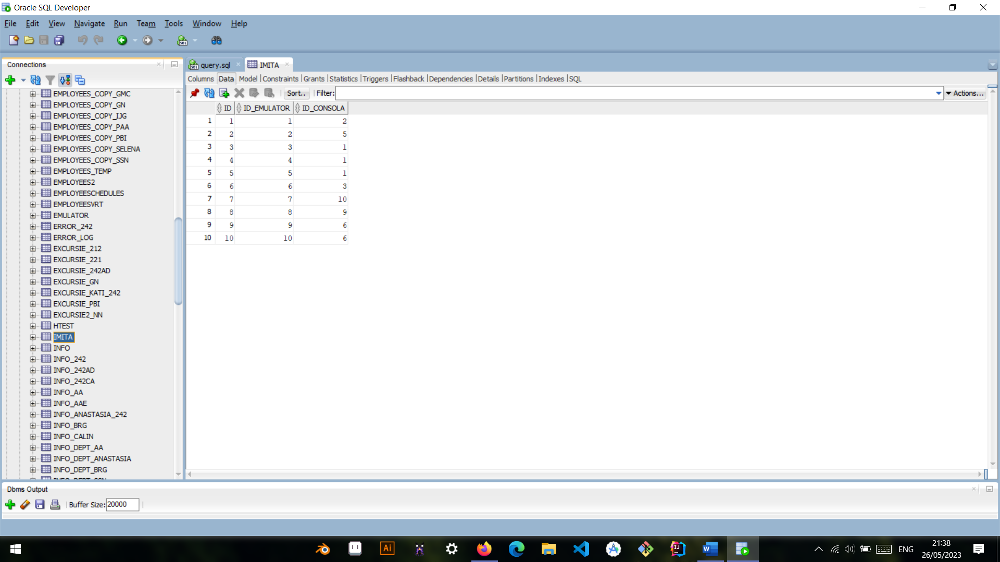 Oracle SQL Developer
File Edit View Navigate Run Team Tools Window Help
Connections
EMPLOYEES_COPY_GMC
EMPLOYEES_COPY_GN
EMPLOYEES_COPY_IJG
EMPLOYEES_COPY_PAA
EMPLOYEES_COPY_PBI
EMPLOYEES_COPY_SELENA
EMPLOYEES_COPY_SSN
EMPLOYEES_TEMP
EMPLOYEES2
EMPLOYEESCHEDULES
EMPLOYEESVRT
EMULATOR
ERROR_242
ERROR_LOG
EXCURSIE_212
EXCURSIE_221
EXCURSIE_242AD
EXCURSIE_GN
EXCURSIE_KATI_242
EXCURSIE_PBI
EXCURSIE2_NN
HTEST
IMITA
INFO
INFO_242
INFO_242AD
INFO_242CA
INFO_AA
INFO_AAE
INFO_ANASTASIA_242
INFO_BRG
INFO_CALIN
INFO_DEPT_AA
INFO_DEPT_ANASTASIA
INFO_DEPT_BRG
INFO_DEPT_SSN
query.sql IMITA
Columns Data Model Constraints Grants Statistics Triggers Flashback Dependencies Details Partitions Indexes SQL
Sort.. Filter: Actions...
ID ID_EMULATOR ID_CONSOLA
1 1 1 2
2 2 2 5
3 3 3 1
4 4 4 1
5 5 5 1
6 6 6 3
7 7 7 10
8 8 8 9
9 9 9 6
10 10 10 6
Dbms Output
Buffer Size: 20000
ENG
21:38
26/05/2023